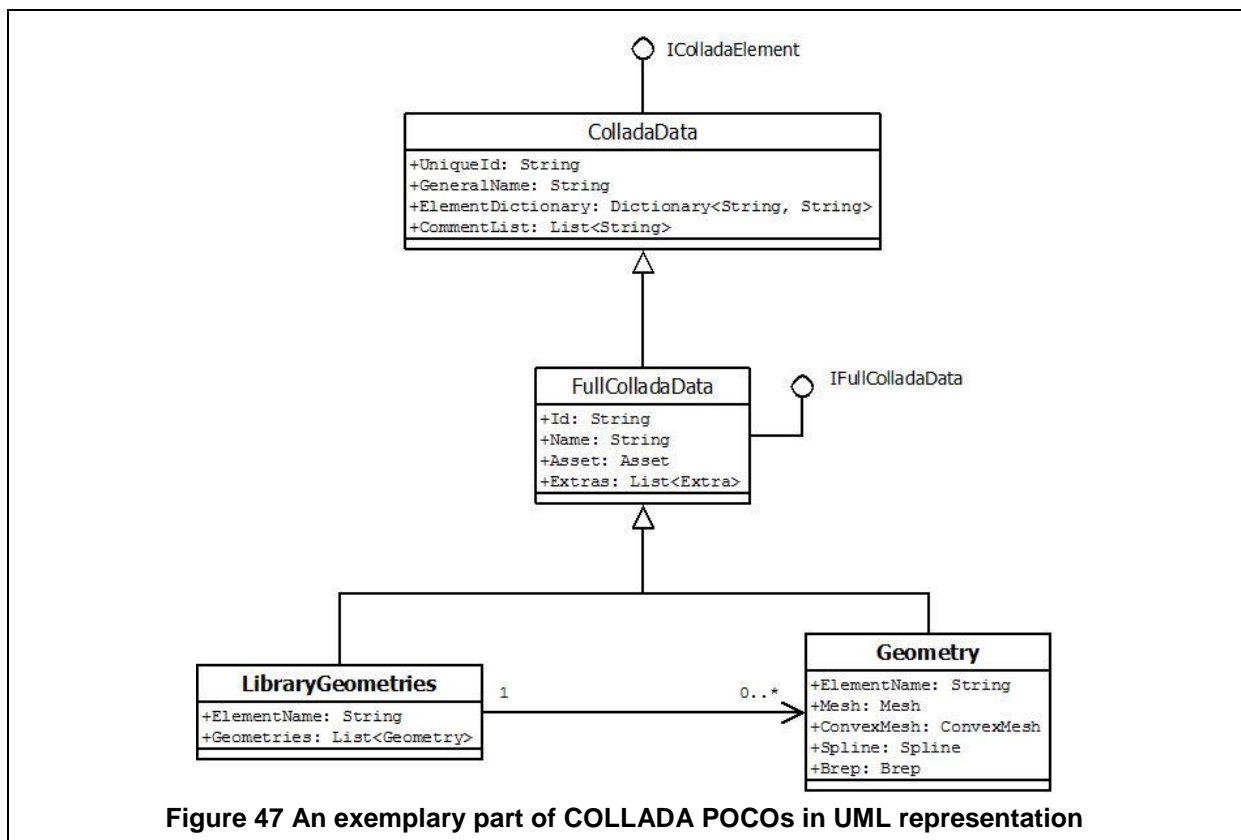 IColladaElement
ColladaData
+UniqueId: String
+GeneralName: String
+ElementDictionary: Dictionary<String, String>
+CommentList: List<String>
FullColladaData
+Id: String
+Name: String
+Asset: Asset
+Extras: List<Extra>
IFullColladaData
LibraryGeometries
+ElementName: String
+Geometries: List<Geometry>
1
0..*
Geometry
+ElementName: String
+Mesh: Mesh
+ConvexMesh: ConvexMesh
+Spline: Spline
+Brep: Brep
Figure 47 An exemplary part of COLLADA POCOs in UML representation